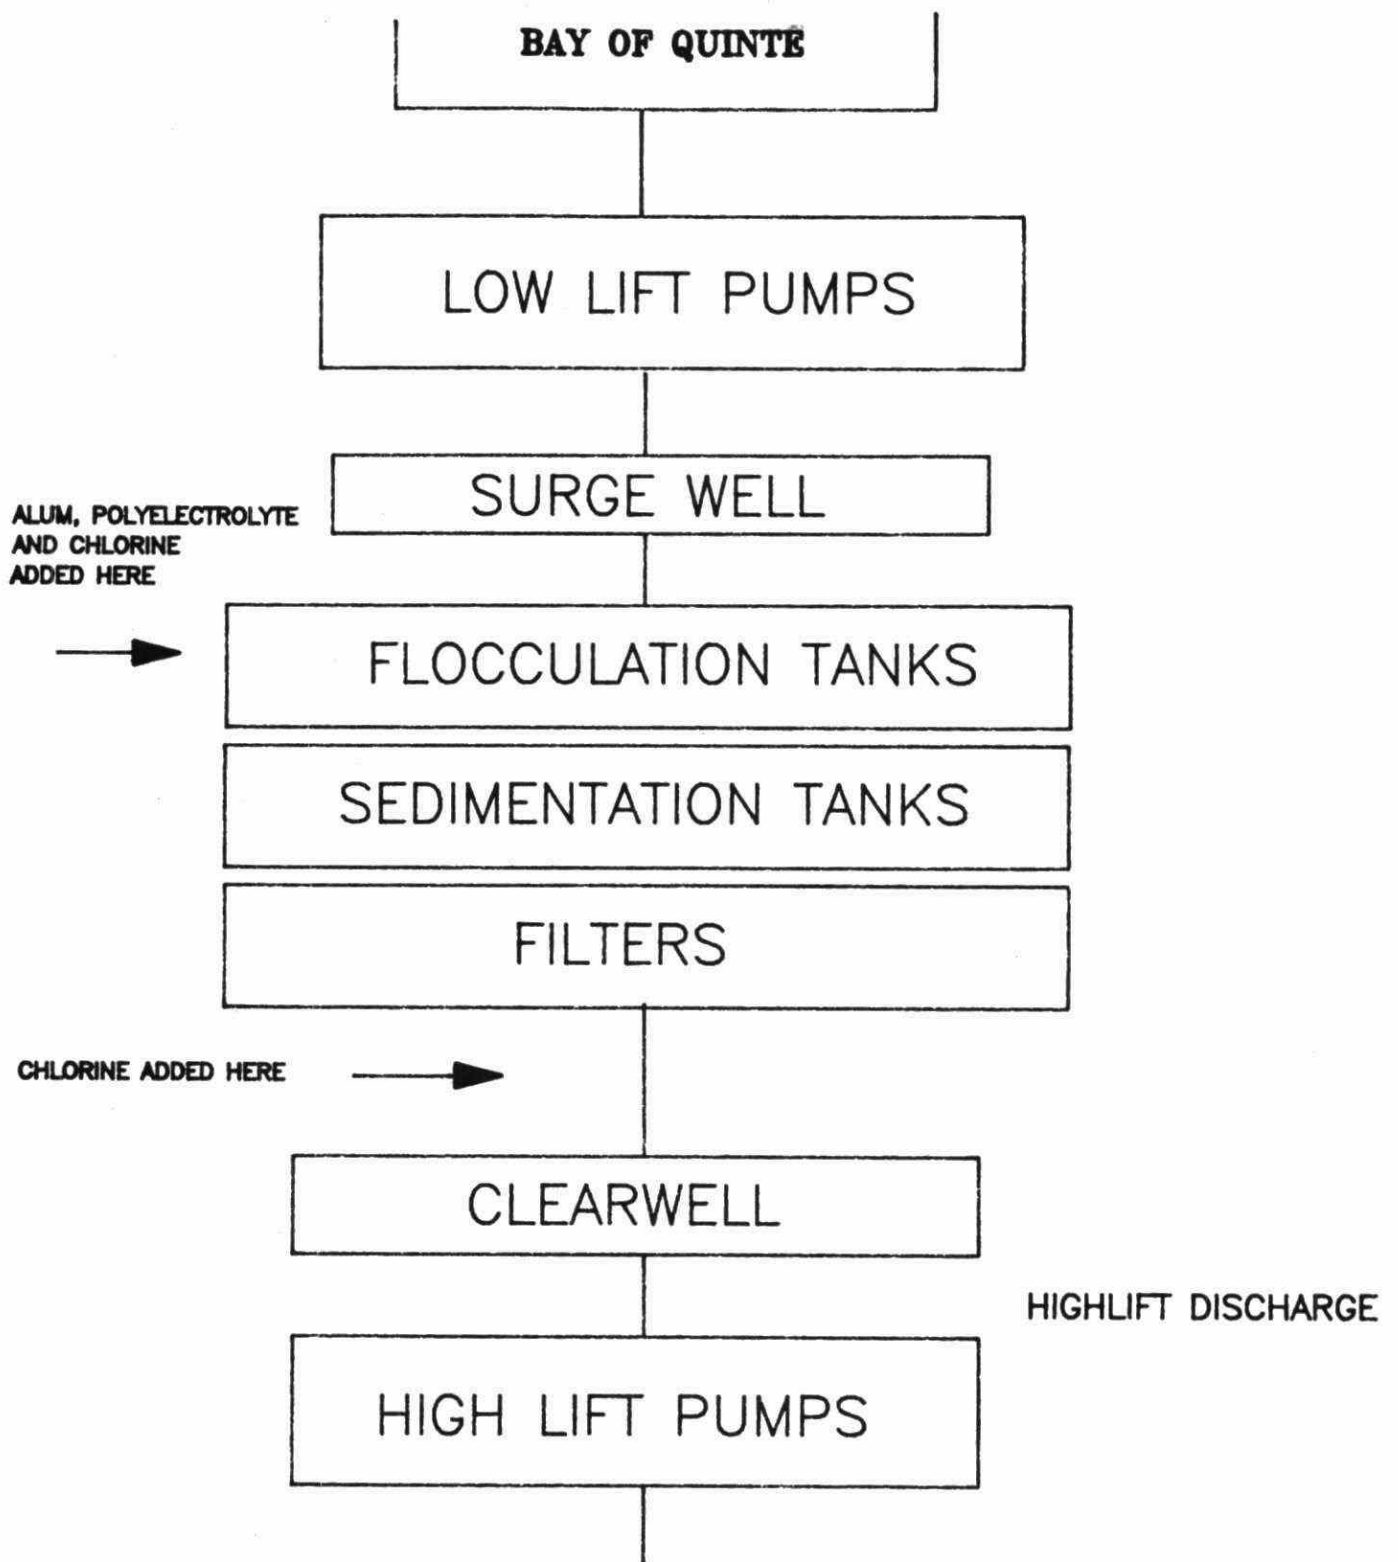 BAY OF QUINTE
LOW LIFT PUMPS
SURGE WELL
ALUM, POLYELECTROLYTE
AND CHLORINE
ADDED HERE
FLOCCULATION TANKS
SEDIMENTATION TANKS
FILTERS
CHLORINE ADDED HERE
CLEARWELL
HIGHLIFT DISCHARGE
HIGH LIFT PUMPS